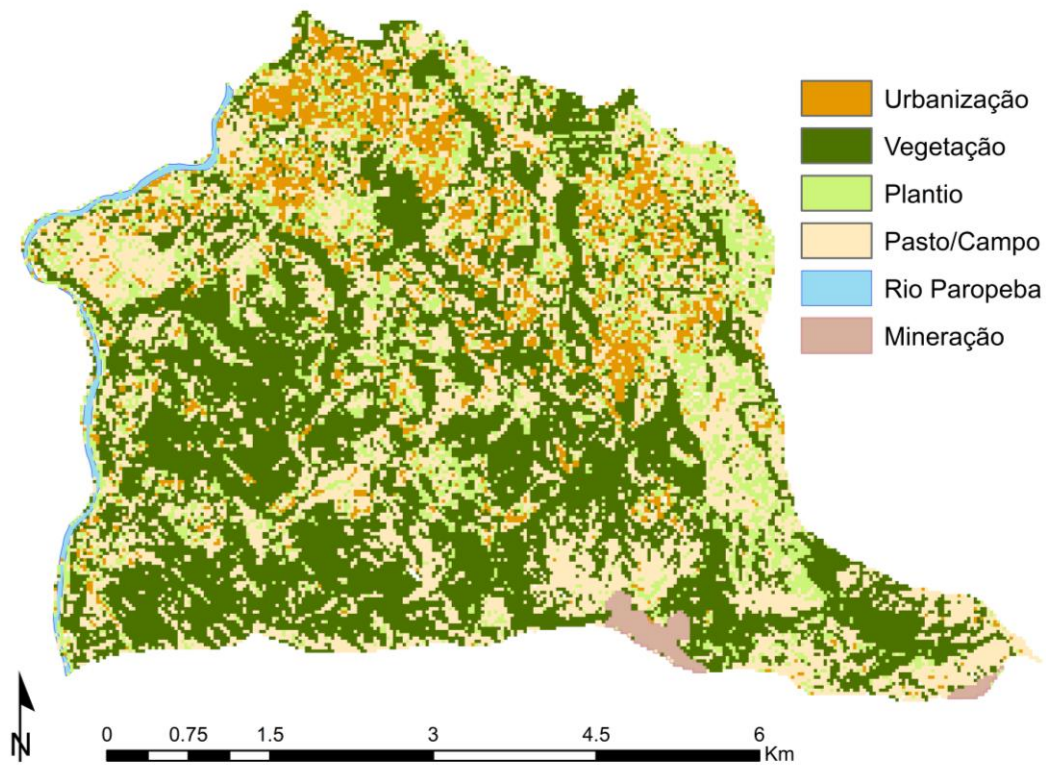 Urbanização
Vegetação
Plantio
Pasto/Campo
Rio Paropeba
Mineração
N
0 0.75 1.5 3 4.5 6
Km